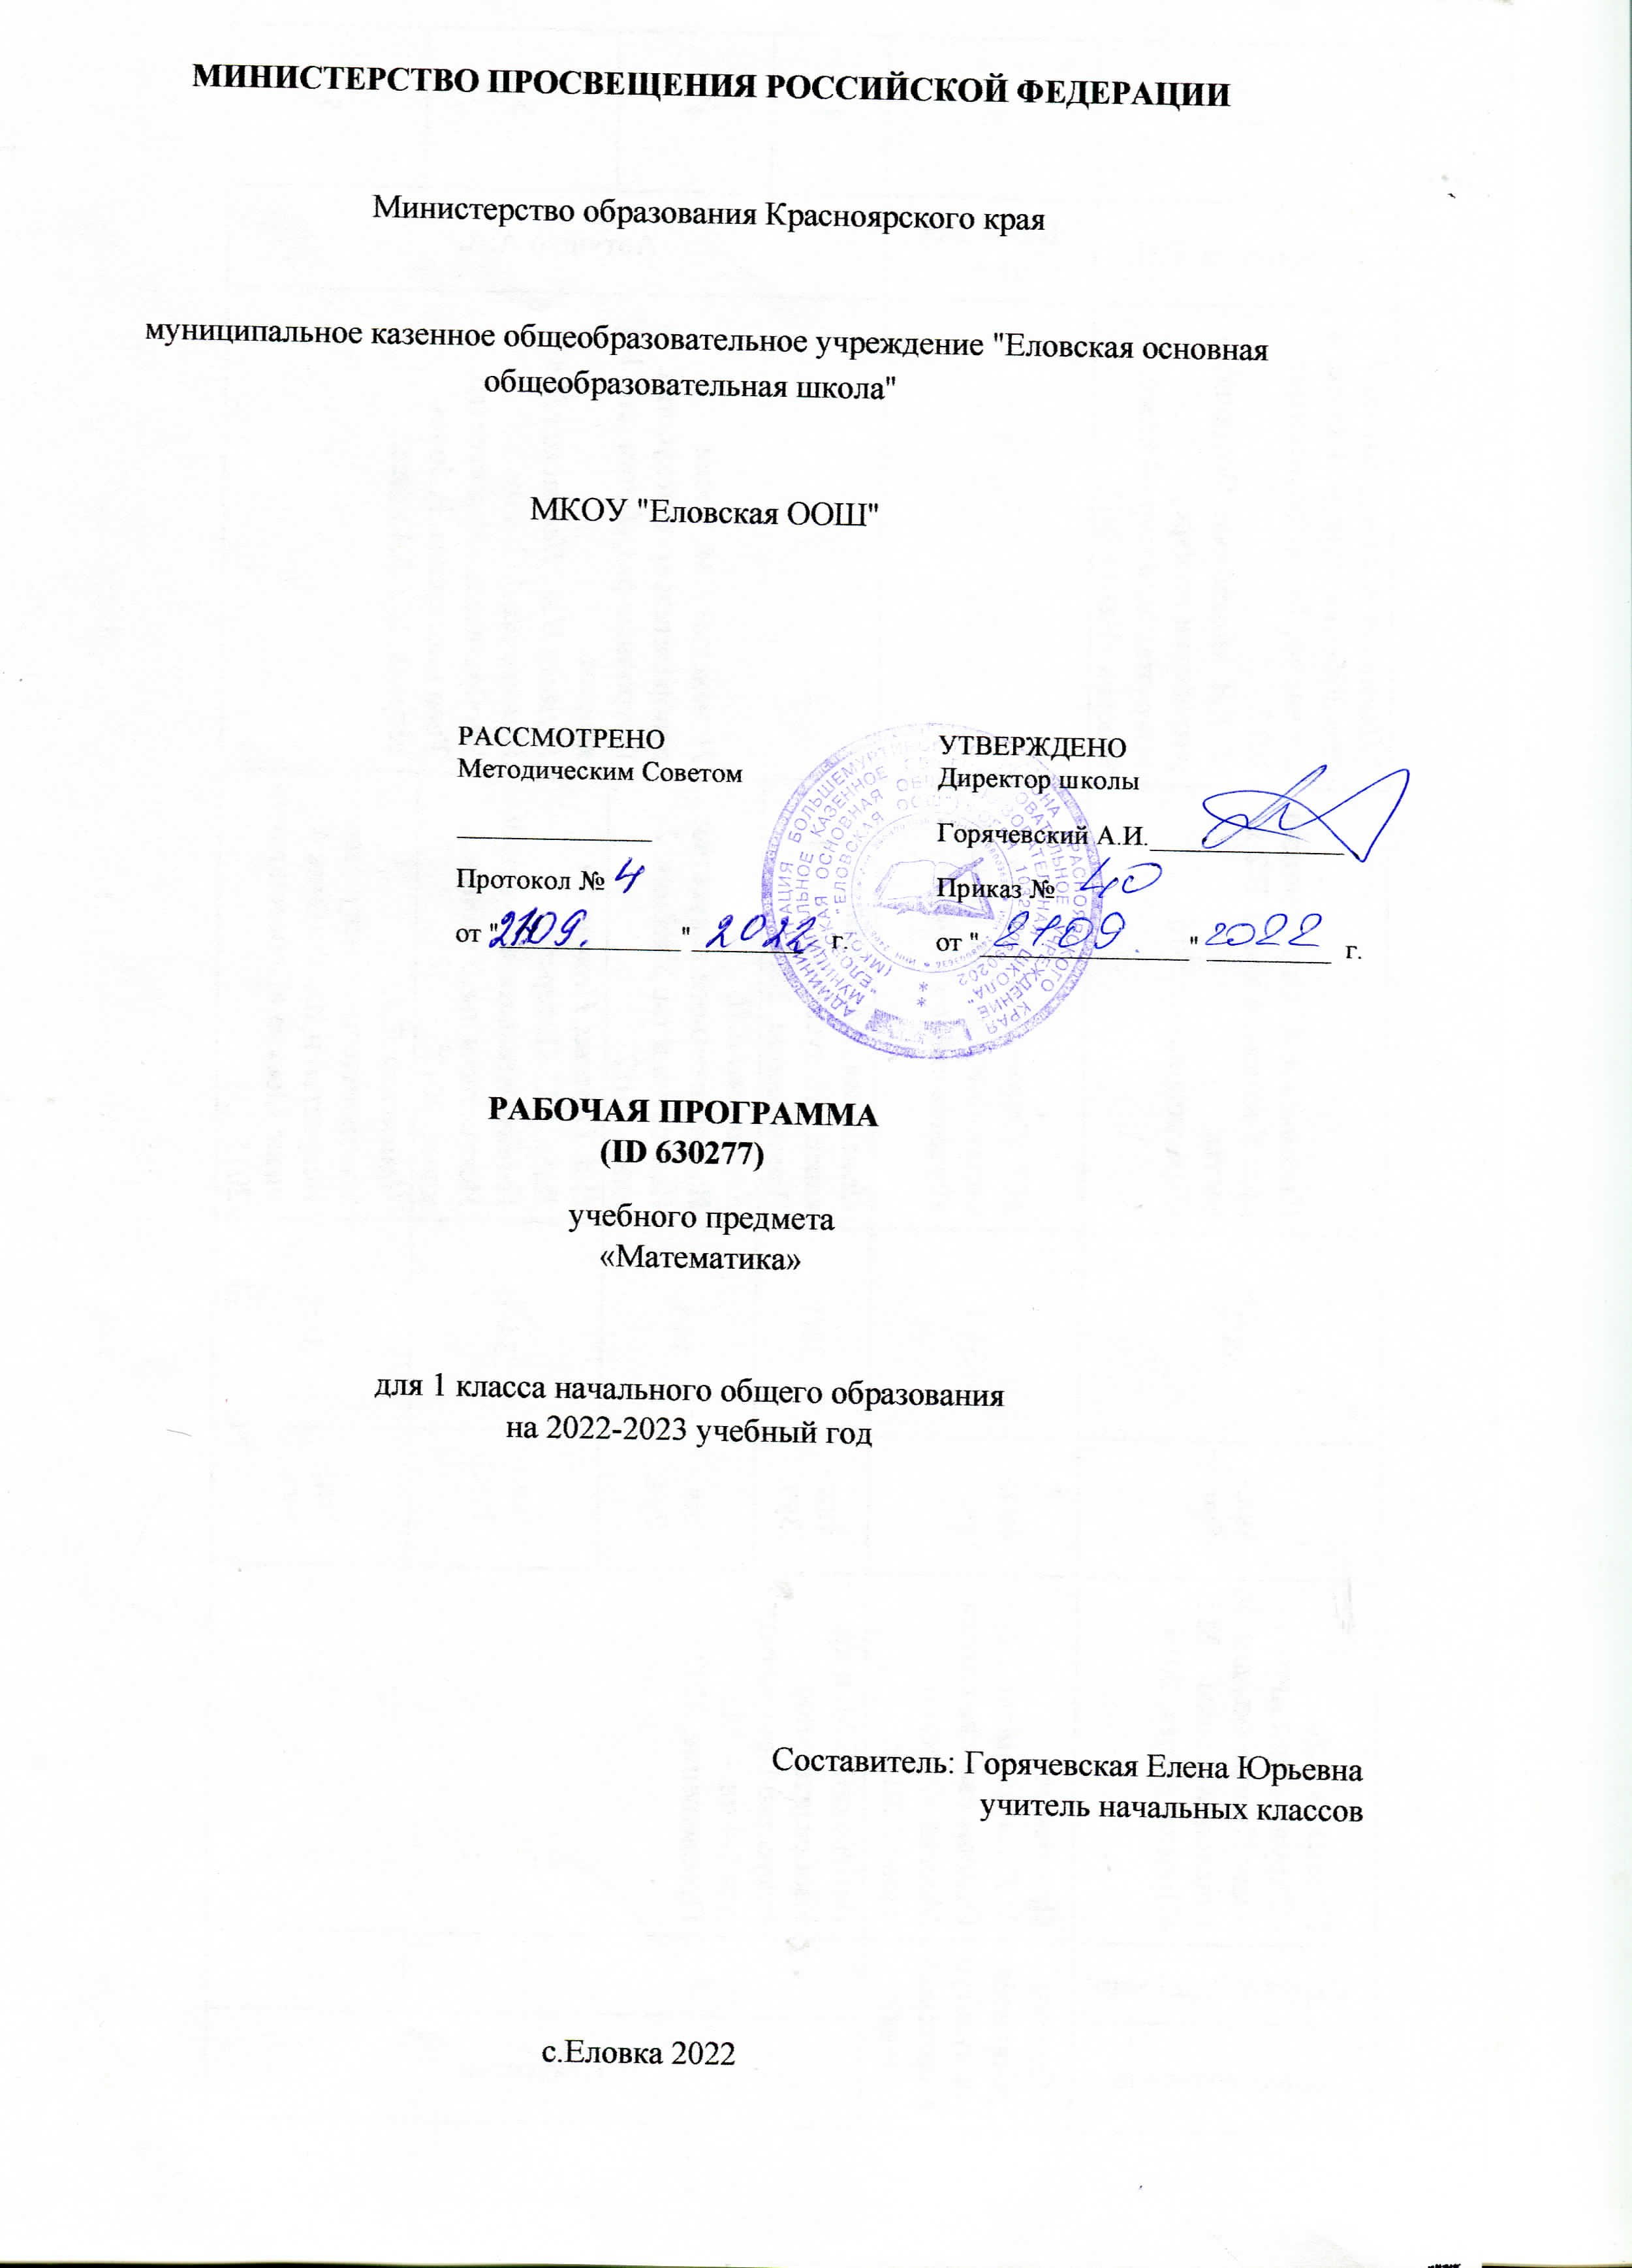 МИНИСТЕРСТВО ПРОСВЕЩЕНИЯ РОССИЙСКОЙ ФЕДЕРАЦИИ
Министерство образования Красноярского края
муниципальное казенное общеобразовательное учреждение "Еловская основная
общеобразовательная школа"
МКОУ "Еловская ООШ"
РАССМОТРЕНО
Методическим Советом
Протокол № 4
от " 09. " 2022 г.
УТВЕРЖДЕНО
Директор школы
Горячевский А.И.
Приказ № 40
от " 09. " 2022 г.
РАБОЧАЯ ПРОГРАММА
(ID 630277)
учебного предмета
«Математика»
для 1 класса начального общего образования
на 2022-2023 учебный год
Составитель: Горячевская Елена Юрьевна
учитель начальных классов
с.Еловка 2022